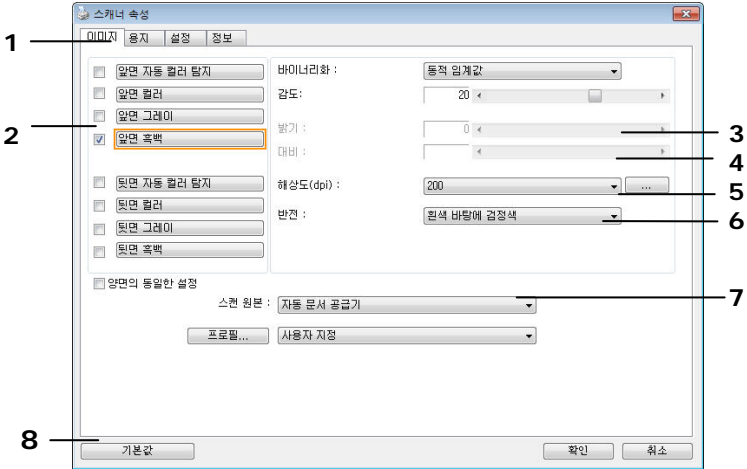 스캐너 속성
1
이미지 용지 설정 정보
앞면 자동 컬러 탐지
앞면 컬러
앞면 그레이
앞면 흑백
2
뒷면 자동 컬러 탐지
뒷면 컬러
뒷면 그레이
뒷면 흑백
바이너리화 : 동적 임계값
감도: 20
밝기 : 0
3
대비 :
4
해상도(dpi) : 200 ...
5
반전 : 흰색 바탕에 검정색
6
양면의 동일한 설정
스캔 원본 : 자동 문서 공급기
7
프로필... 사용자 지정
8
기본값 확인 취소